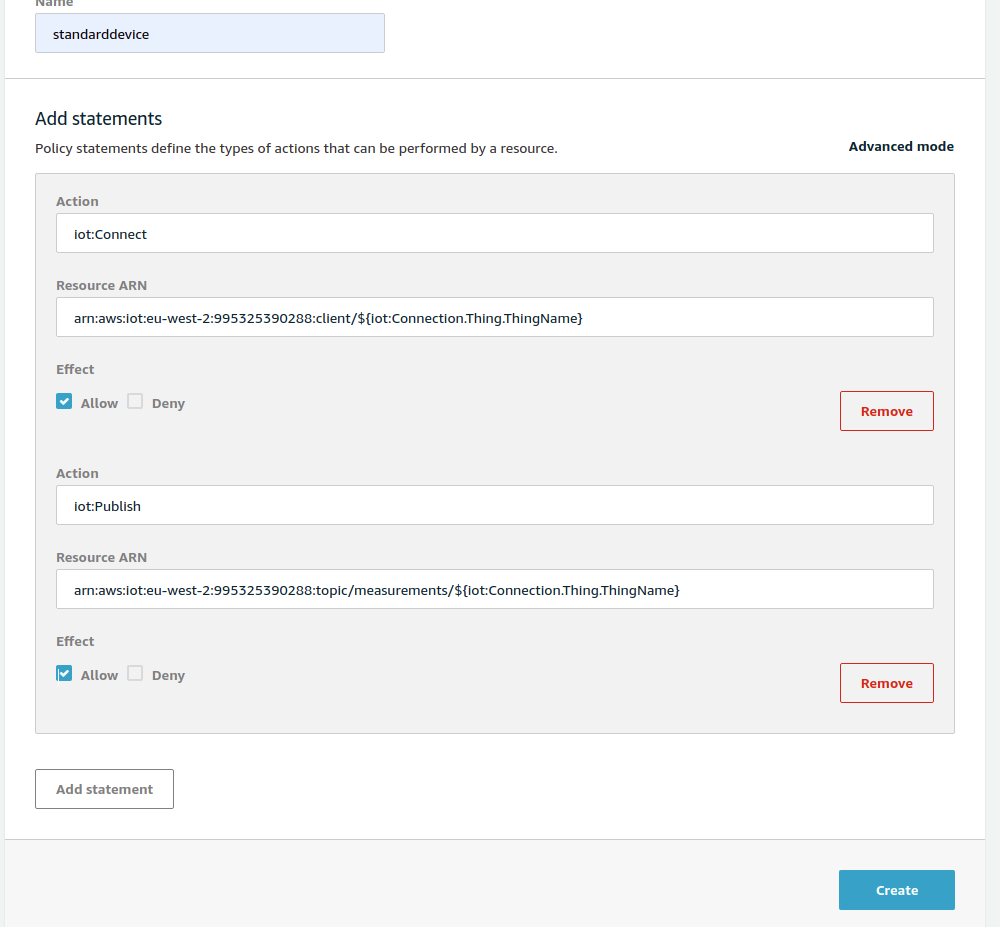 Name
standarddevice
Add statements
Policy statements define the types of actions that can be performed by a resource.
Advanced mode
Action
iot:Connect
Resource ARN
arn:aws:iot:eu-west-2:995325390288:client/${iot:Connection.Thing.ThingName}
Effect
Allow Deny
Remove
Action
iot:Publish
Resource ARN
arn:aws:iot:eu-west-2:995325390288:topic/measurements/${iot:Connection.Thing.ThingName}
Effect
Allow Deny
Remove
Add statement
Create